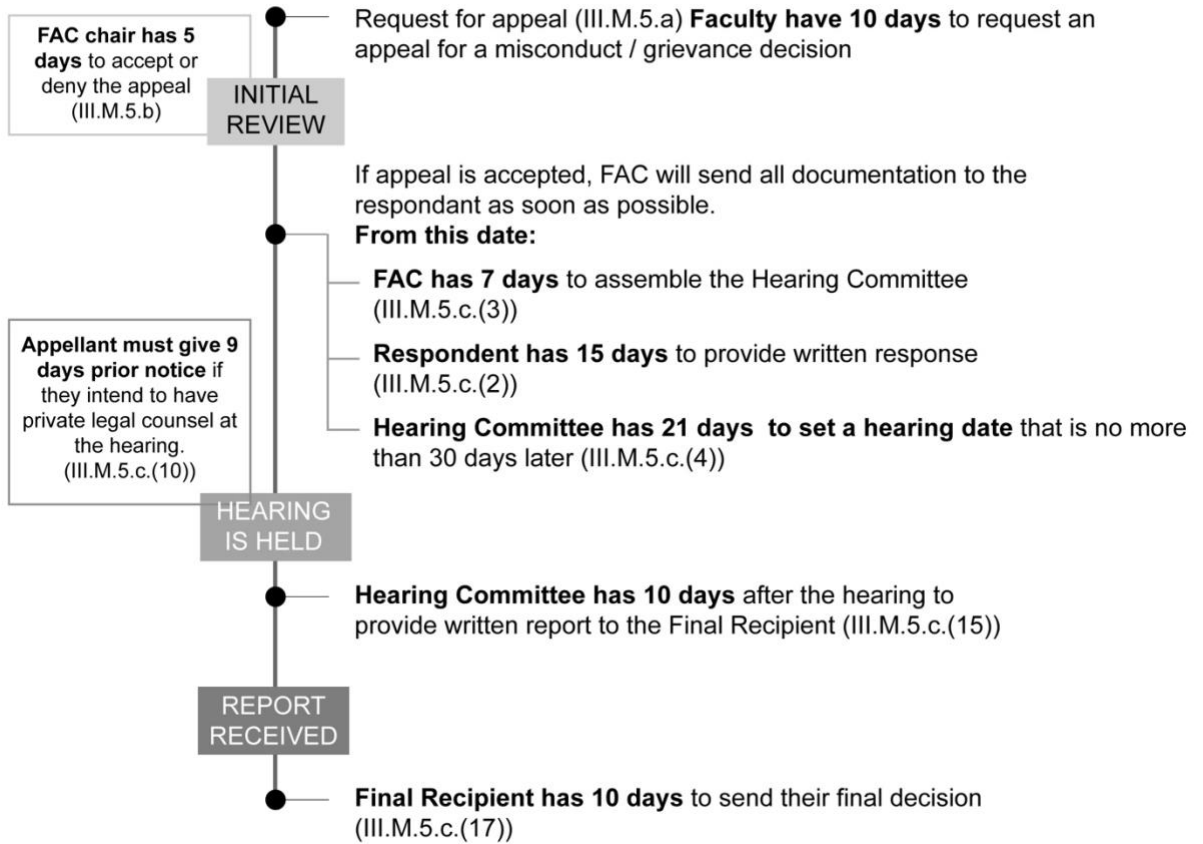 Request for appeal (III.M.5.a) Faculty have 10 days to request an
appeal for a misconduct / grievance decision
FAC chair has 5
days to accept or
deny the appeal
(III.M.5.b)
INITIAL
REVIEW
If appeal is accepted, FAC will send all documentation to the
respondant as soon as possible.
From this date:
FAC has 7 days to assemble the Hearing Committee
(III.M.5.c.(3))
Respondent has 15 days to provide written response
(III.M.5.c.(2))
Hearing Committee has 21 days  to set a hearing date that is no more
than 30 days later (III.M.5.c.(4))
Appellant must give 9
days prior notice if
they intend to have
private legal counsel at
the hearing.
(III.M.5.c.(10))
HEARING
IS HELD
Hearing Committee has 10 days after the hearing to
provide written report to the Final Recipient (III.M.5.c.(15))
REPORT
RECEIVED
Final Recipient has 10 days to send their final decision
(III.M.5.c.(17))